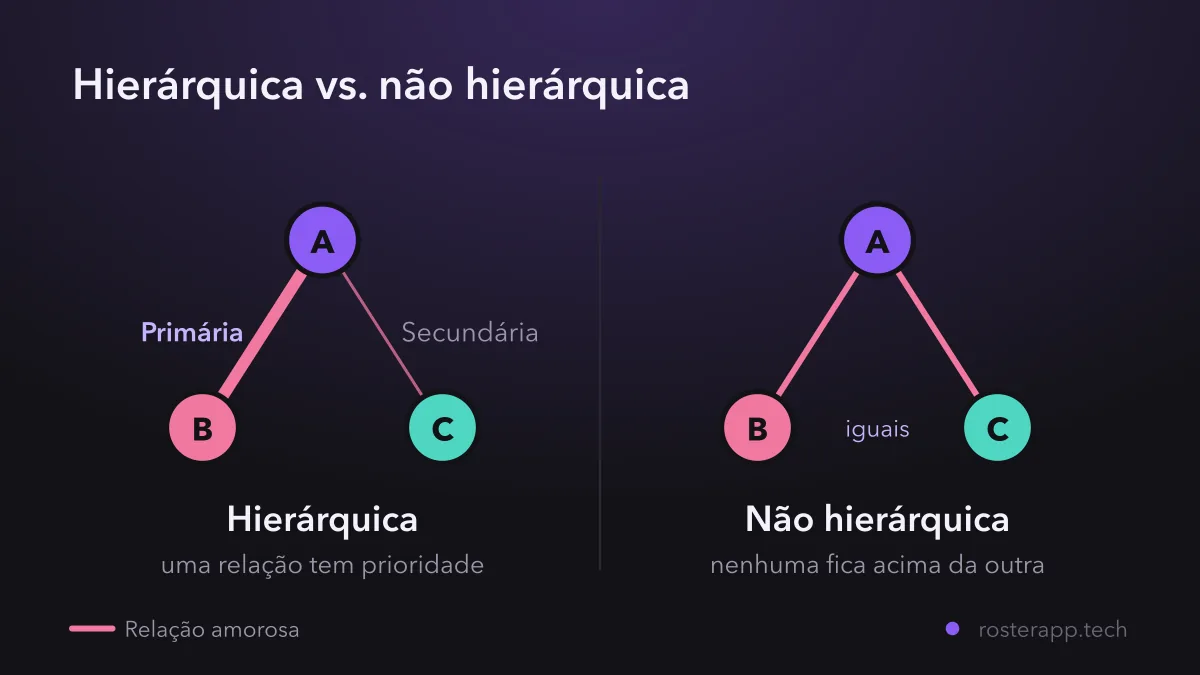 Hierárquica vs. não hierárquica
A
Primária
Secundária
B
C
Hierárquica
uma relação tem prioridade
A
B
iguais
C
Não hierárquica
nenhuma fica acima da outra
Relação amorosa
rosterapp.tech